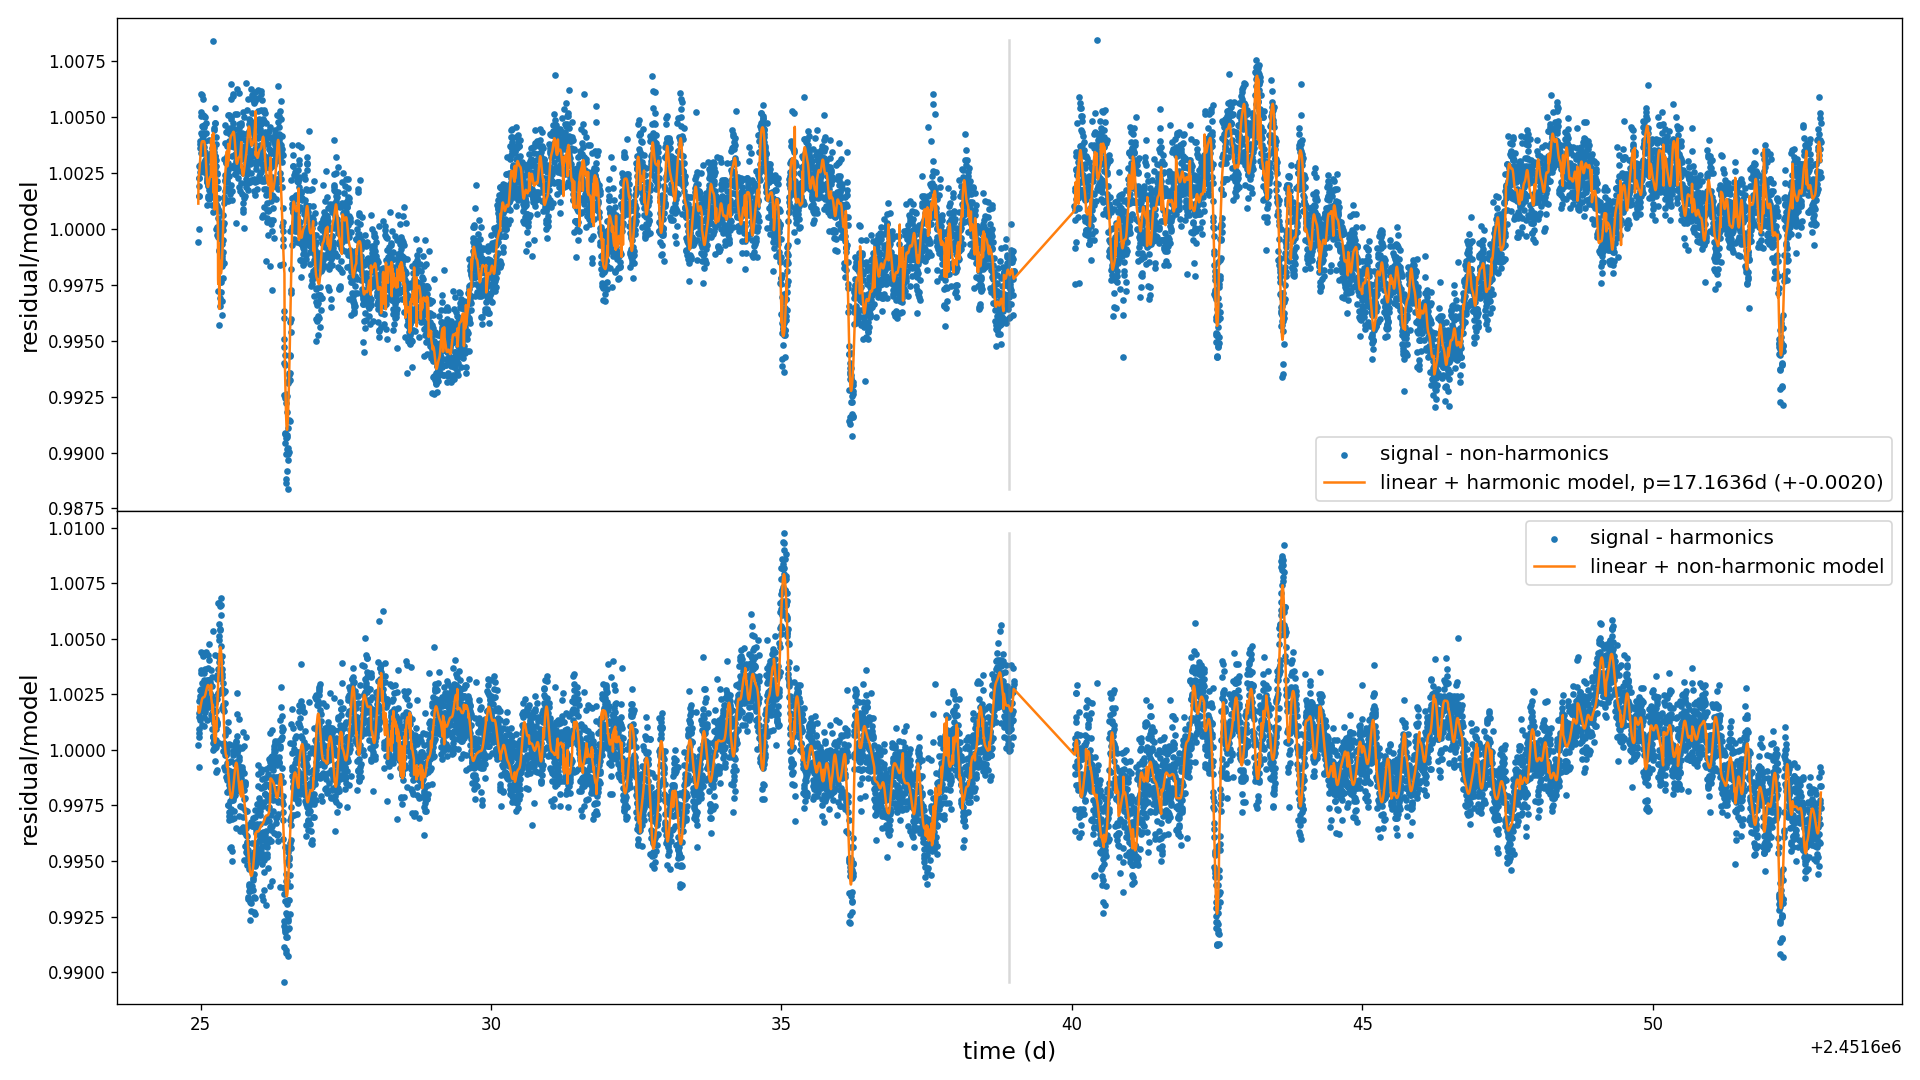 1.0075
1.0050
1.0025
1.0000
0.9975
0.9950
0.9925
0.9900
0.9875
residual/model
signal - non-harmonics
linear + harmonic model, p=17.1636d (+-0.0020)
1.0100
1.0075
1.0050
1.0025
1.0000
0.9975
0.9950
0.9925
0.9900
residual/model
signal - harmonics
linear + non-harmonic model
25 30 35 40 45 50
time (d)
+2.4516e6